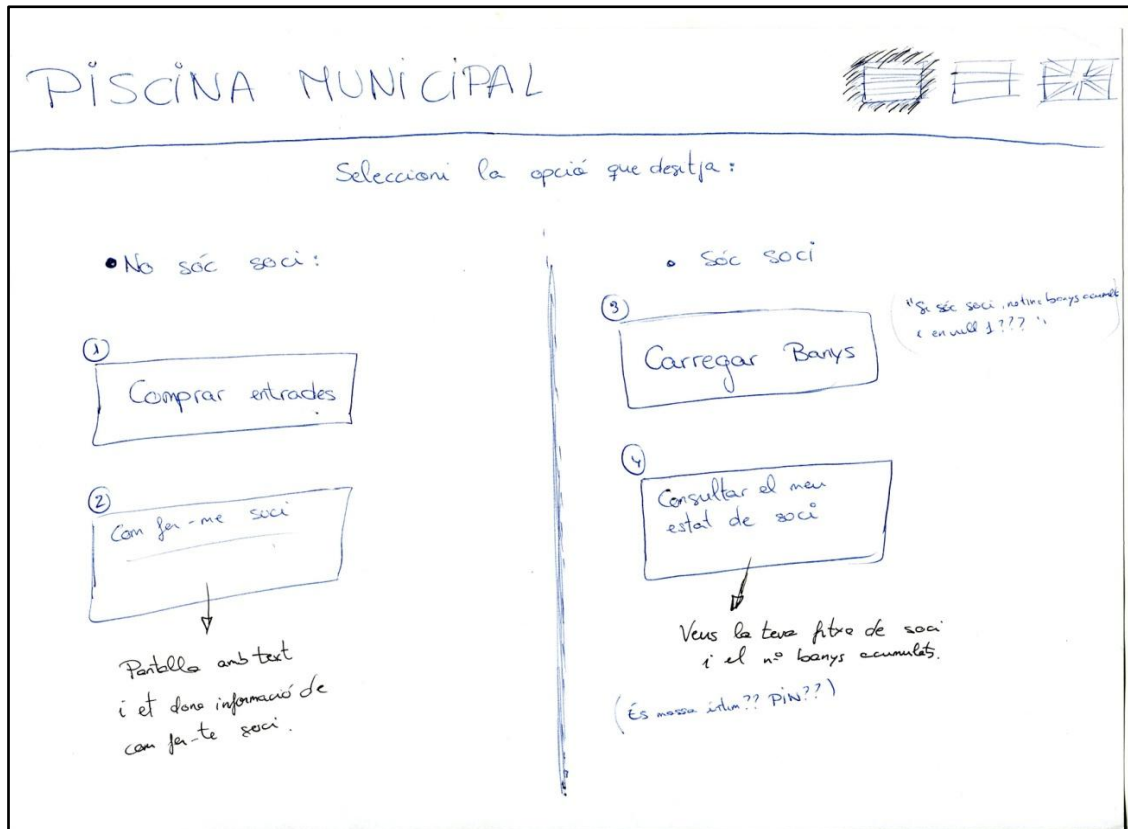 PISCINA MUNICIPAL
Seleccioni la opció que desitja:
• No sóc soci:
1
Comprar entrades
2
Com fer-me soci
Pantalla amb text
i et dona informació de
com fer-te soci.
• Sóc soci
3
Carregar Banys
"Si sóc soci, no tinc banys acumulats
i en vull 1???"
4
Consultar el meu
estat de soci
Veus la teva fitxa de soci
i el nº banys acumulats.
(És massa íntim?? PIN??)